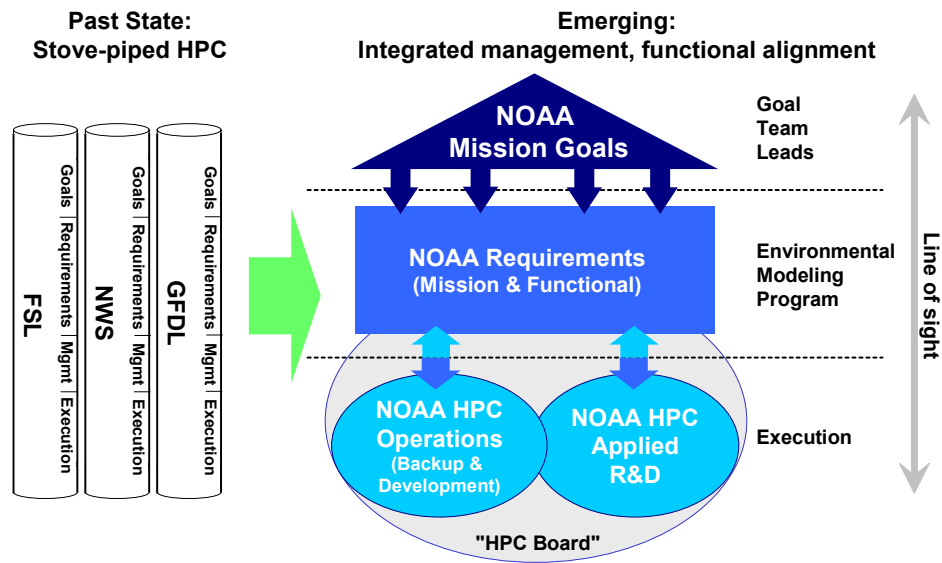 Past State:
Stove-piped HPC
Emerging:
Integrated management, functional alignment
FSL
Goals | Requirements | Mgmt | Execution
NWS
Goals | Requirements | Mgmt | Execution
GFDL
Goals | Requirements | Mgmt | Execution
NOAA
Mission Goals
Goal
Team
Leads
NOAA Requirements
(Mission & Functional)
Environmental
Modeling
Program
NOAA HPC
Operations
(Backup &
Development)
NOAA HPC
Applied
R&D
Execution
"HPC Board"
Line of sight